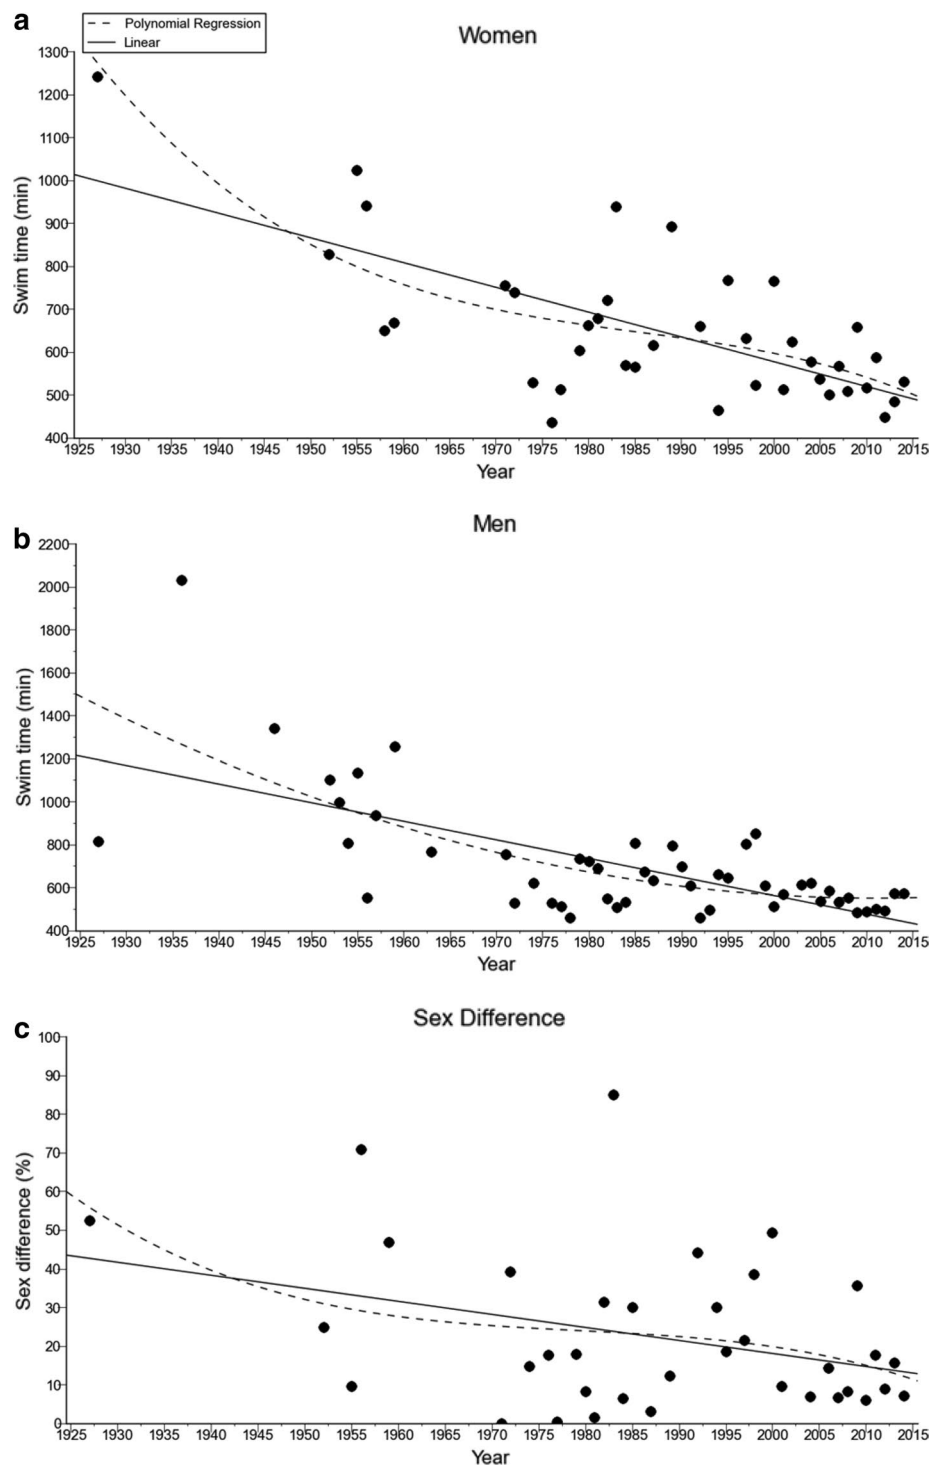 a
Polynomial Regression
Linear
Women
1300
1200
1100
1000
900
800
700
600
500
400
Swim time (min)
1925 1930 1935 1940 1945 1950 1955 1960 1965 1970 1975 1980 1985 1990 1995 2000 2005 2010 2015
Year
b
Men
2200
2000
1800
1600
1400
1200
1000
800
600
400
Swim time (min)
1925 1930 1935 1940 1945 1950 1955 1960 1965 1970 1975 1980 1985 1990 1995 2000 2005 2010 2015
Year
c
Sex Difference
100
90
80
70
60
50
40
30
20
10
0
Sex difference (%)
1925 1930 1935 1940 1945 1950 1955 1960 1965 1970 1975 1980 1985 1990 1995 2000 2005 2010 2015
Year